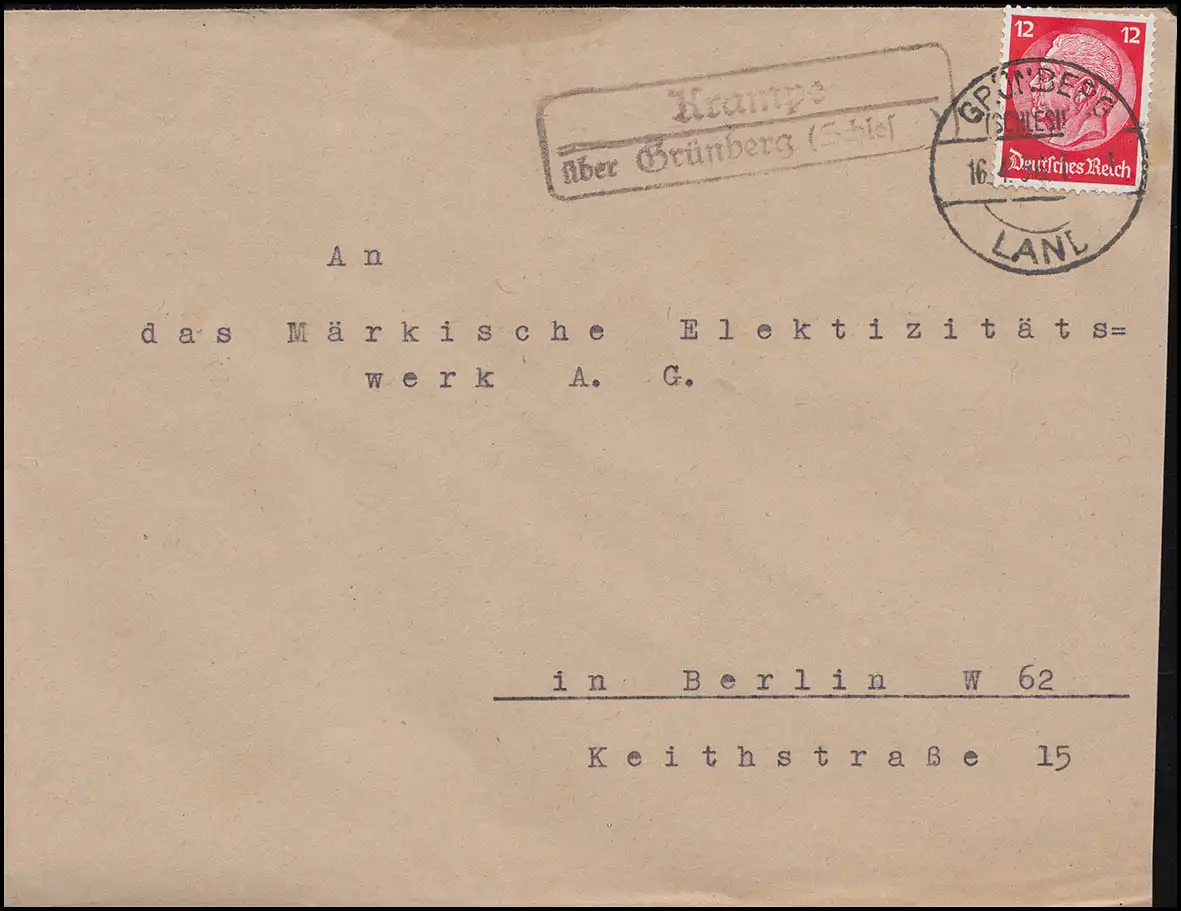 12 12
Deutsches Reich
GRÜNBERG
(SCHLES)
16.
LAND
Krampe
über Grünberg (Schles)
An
das Märkische Elektizitäts=
werk A. G.
in Berlin W 62
Keithstraße 15